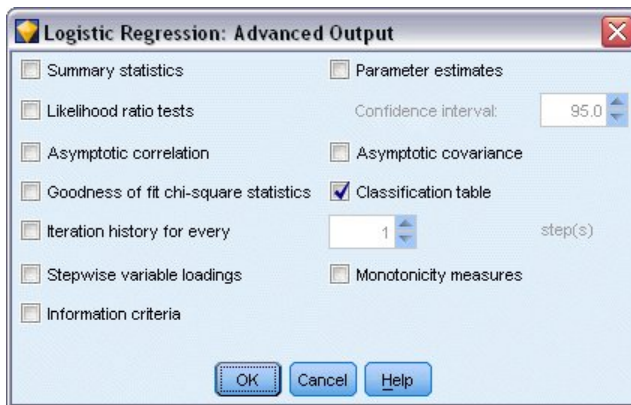 Logistic Regression: Advanced Output
Summary statistics
Parameter estimates
Likelihood ratio tests
Confidence interval:
95.0
Asymptotic correlation
Asymptotic covariance
Goodness of fit chi-square statistics
Classification table
Iteration history for every
1
step(s)
Stepwise variable loadings
Monotonicity measures
Information criteria
OK
Cancel
Help